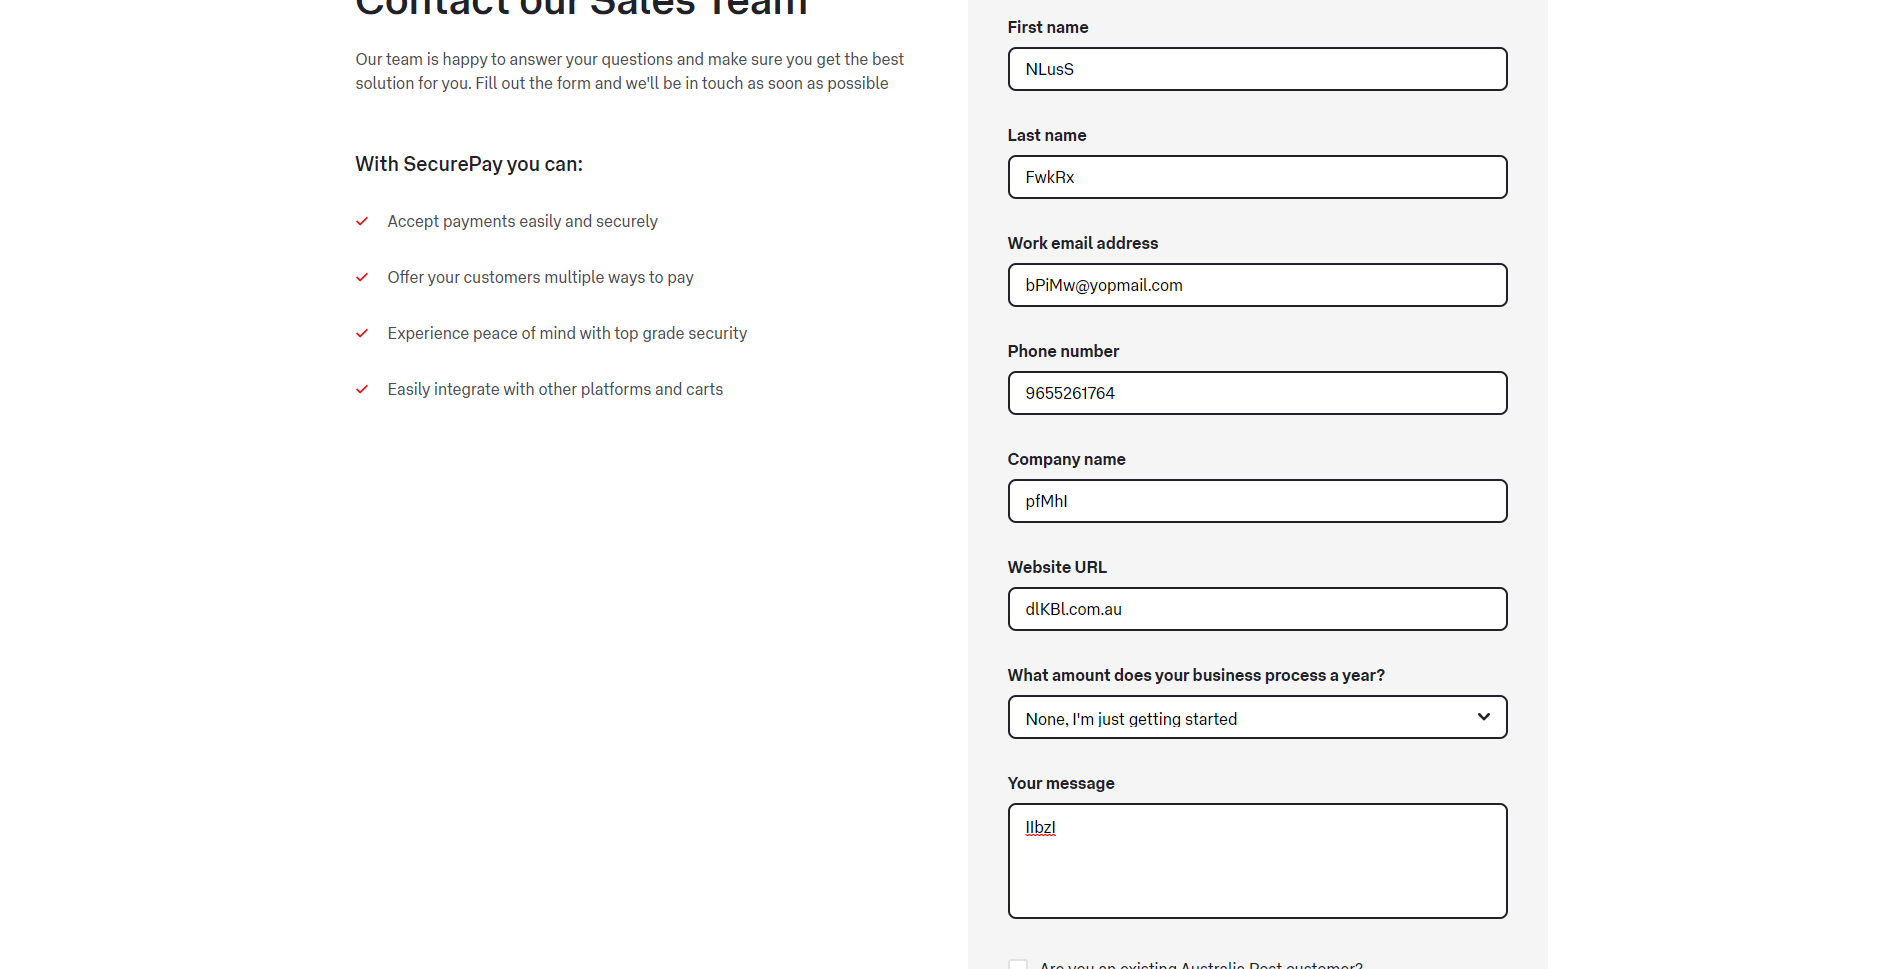 Contact our Sales Team
Our team is happy to answer your questions and make sure you get the best
solution for you. Fill out the form and we'll be in touch as soon as possible
With SecurePay you can:
Accept payments easily and securely
Offer your customers multiple ways to pay
Experience peace of mind with top grade security
Easily integrate with other platforms and carts
First name
NLusS
Last name
FwkRx
Work email address
bPiMw@yopmail.com
Phone number
9655261764
Company name
pfMhI
Website URL
dlKBl.com.au
What amount does your business process a year?
None, I'm just getting started
Your message
IIbzI
Are you an existing Australia Post customer?